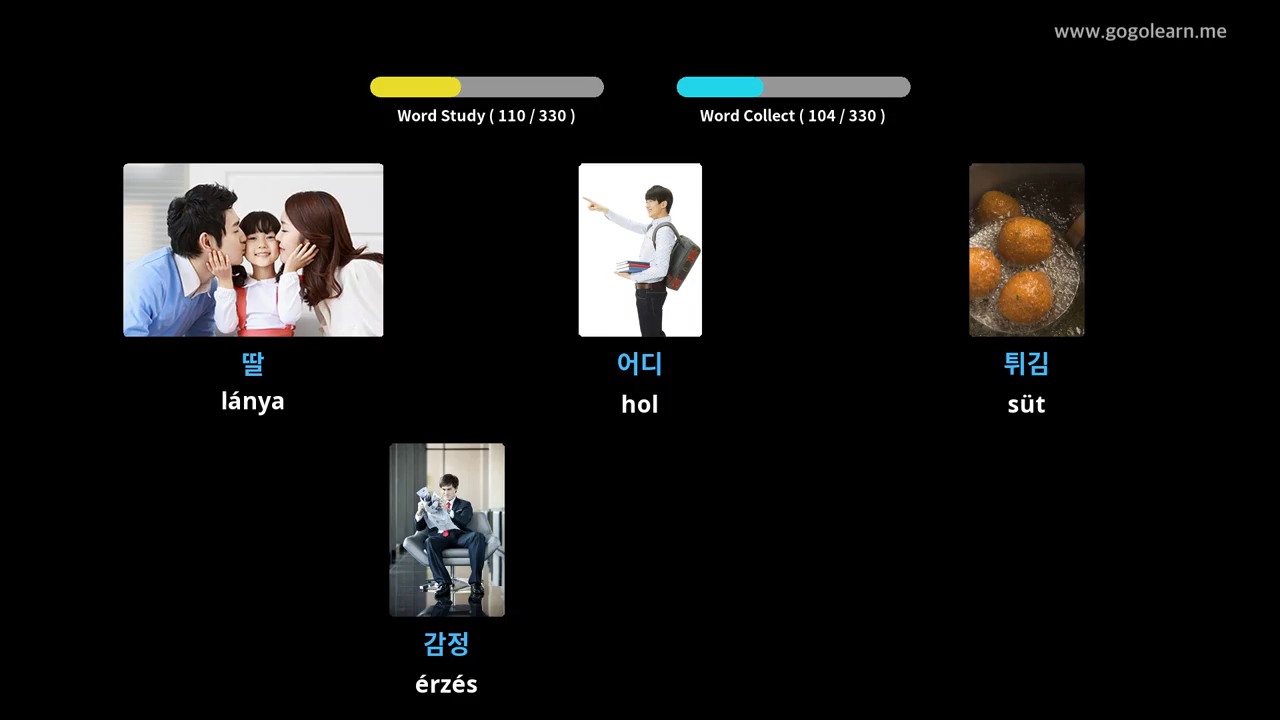 www.gogolearn.me
Word Study ( 110 / 330 )
Word Collect ( 104 / 330 )
딸
lánya
어디
hol
튀김
süt
감정
érzés